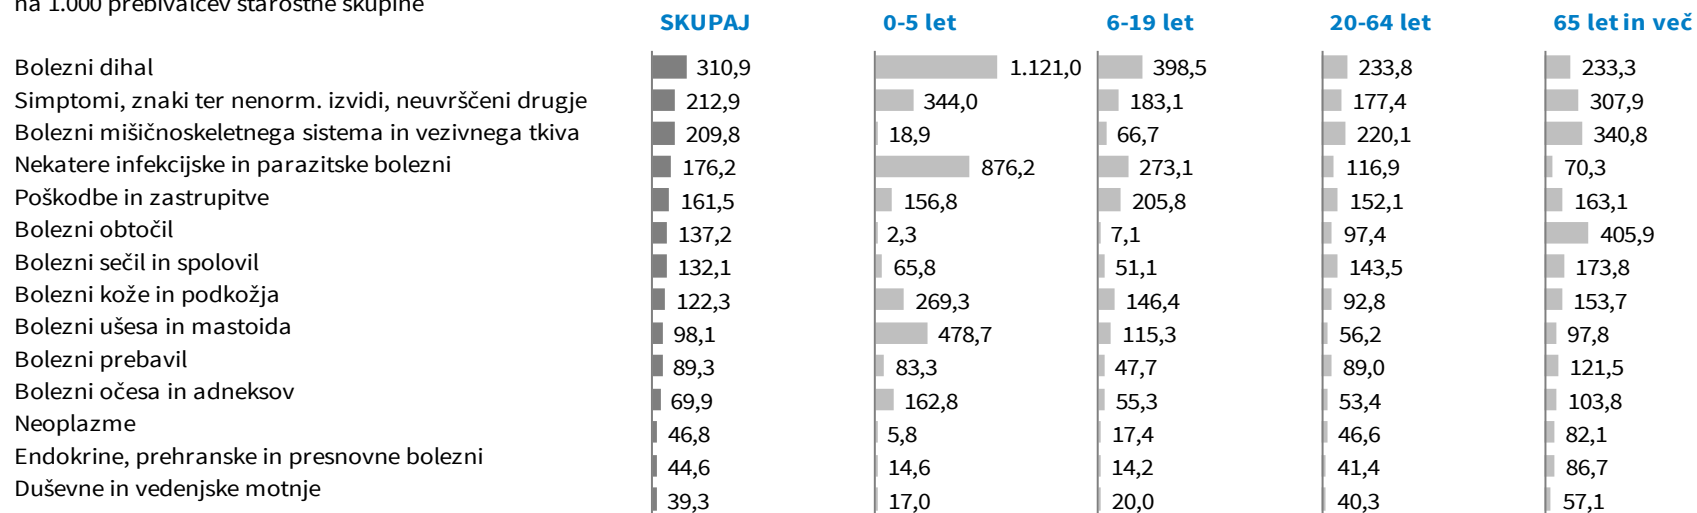 na 1.000 prebivalcev starostne skupine
SKUPAJ 0-5 let 6-19 let 20-64 let 65 let in več
Bolezni dihal 310,9 1.121,0 398,5 233,8 233,3
Simptomi, znaki ter nenorm. izvidi, neuvrščeni drugje 212,9 344,0 183,1 177,4 307,9
Bolezni mišičnoskeletnega sistema in vezivnega tkiva 209,8 18,9 66,7 220,1 340,8
Nekatere infekcijske in parazitske bolezni 176,2 876,2 273,1 116,9 70,3
Poškodbe in zastrupitve 161,5 156,8 205,8 152,1 163,1
Bolezni obtočil 137,2 2,3 7,1 97,4 405,9
Bolezni sečil in spolovil 132,1 65,8 51,1 143,5 173,8
Bolezni kože in podkožja 122,3 269,3 146,4 92,8 153,7
Bolezni ušesa in mastoida 98,1 478,7 115,3 56,2 97,8
Bolezni prebavil 89,3 83,3 47,7 89,0 121,5
Bolezni očesa in adneksov 69,9 162,8 55,3 53,4 103,8
Neoplazme 46,8 5,8 17,4 46,6 82,1
Endokrine, prehranske in presnovne bolezni 44,6 14,6 14,2 41,4 86,7
Duševne in vedenjske motnje 39,3 17,0 20,0 40,3 57,1